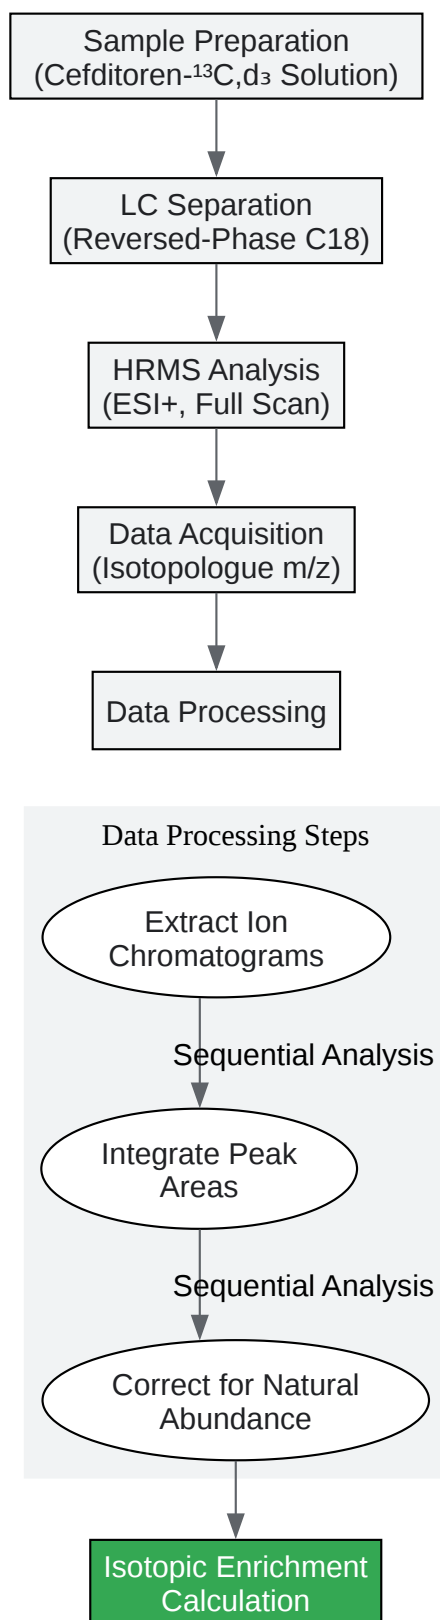 Sample Preparation
(Cefditoren-¹³C,d₃ Solution)
LC Separation
(Reversed-Phase C18)
HRMS Analysis
(ESI+, Full Scan)
Data Acquisition
(Isotopologue m/z)
Data Processing
Data Processing Steps
Extract Ion
Chromatograms
Sequential Analysis
Integrate Peak
Areas
Sequential Analysis
Correct for Natural
Abundance
Isotopic Enrichment
Calculation